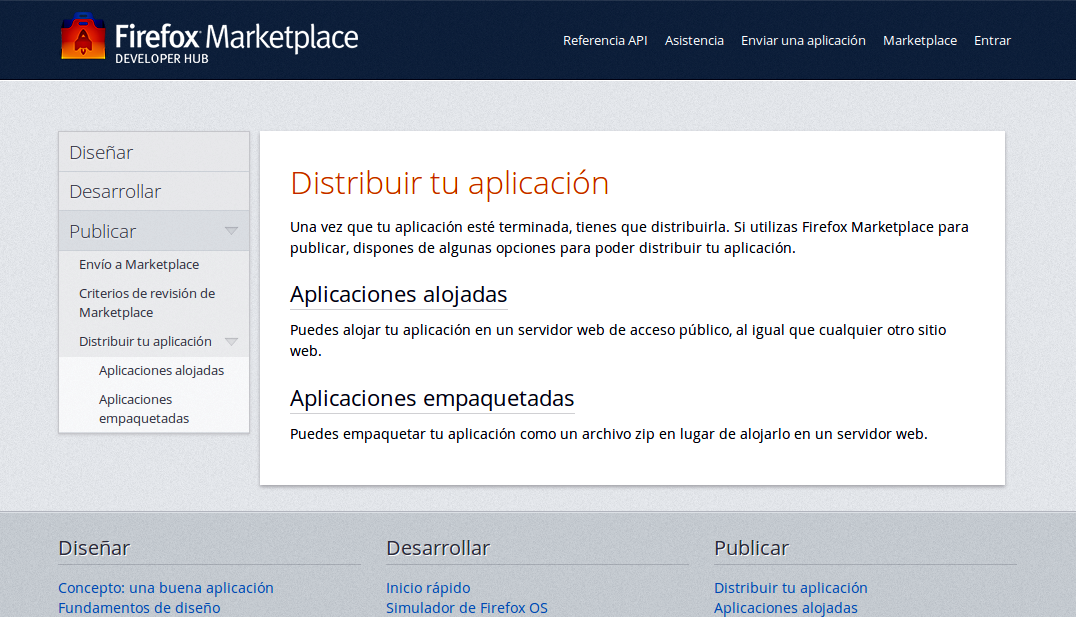 Firefox Marketplace
DEVELOPER HUB
Referencia API Asistencia Enviar una aplicación Marketplace Entrar
Diseñar
Desarrollar
Publicar
Envío a Marketplace
Criterios de revisión de
Marketplace
Distribuir tu aplicación
Aplicaciones alojadas
Aplicaciones
empaquetadas
Distribuir tu aplicación
Una vez que tu aplicación esté terminada, tienes que distribuirla. Si utilizas Firefox Marketplace para
publicar, dispones de algunas opciones para poder distribuir tu aplicación.
Aplicaciones alojadas
Puedes alojar tu aplicación en un servidor web de acceso público, al igual que cualquier otro sitio
web.
Aplicaciones empaquetadas
Puedes empaquetar tu aplicación como un archivo zip en lugar de alojarlo en un servidor web.
Diseñar
Concepto: una buena aplicación
Fundamentos de diseño
Desarrollar
Inicio rápido
Simulador de Firefox OS
Publicar
Distribuir tu aplicación
Aplicaciones alojadas